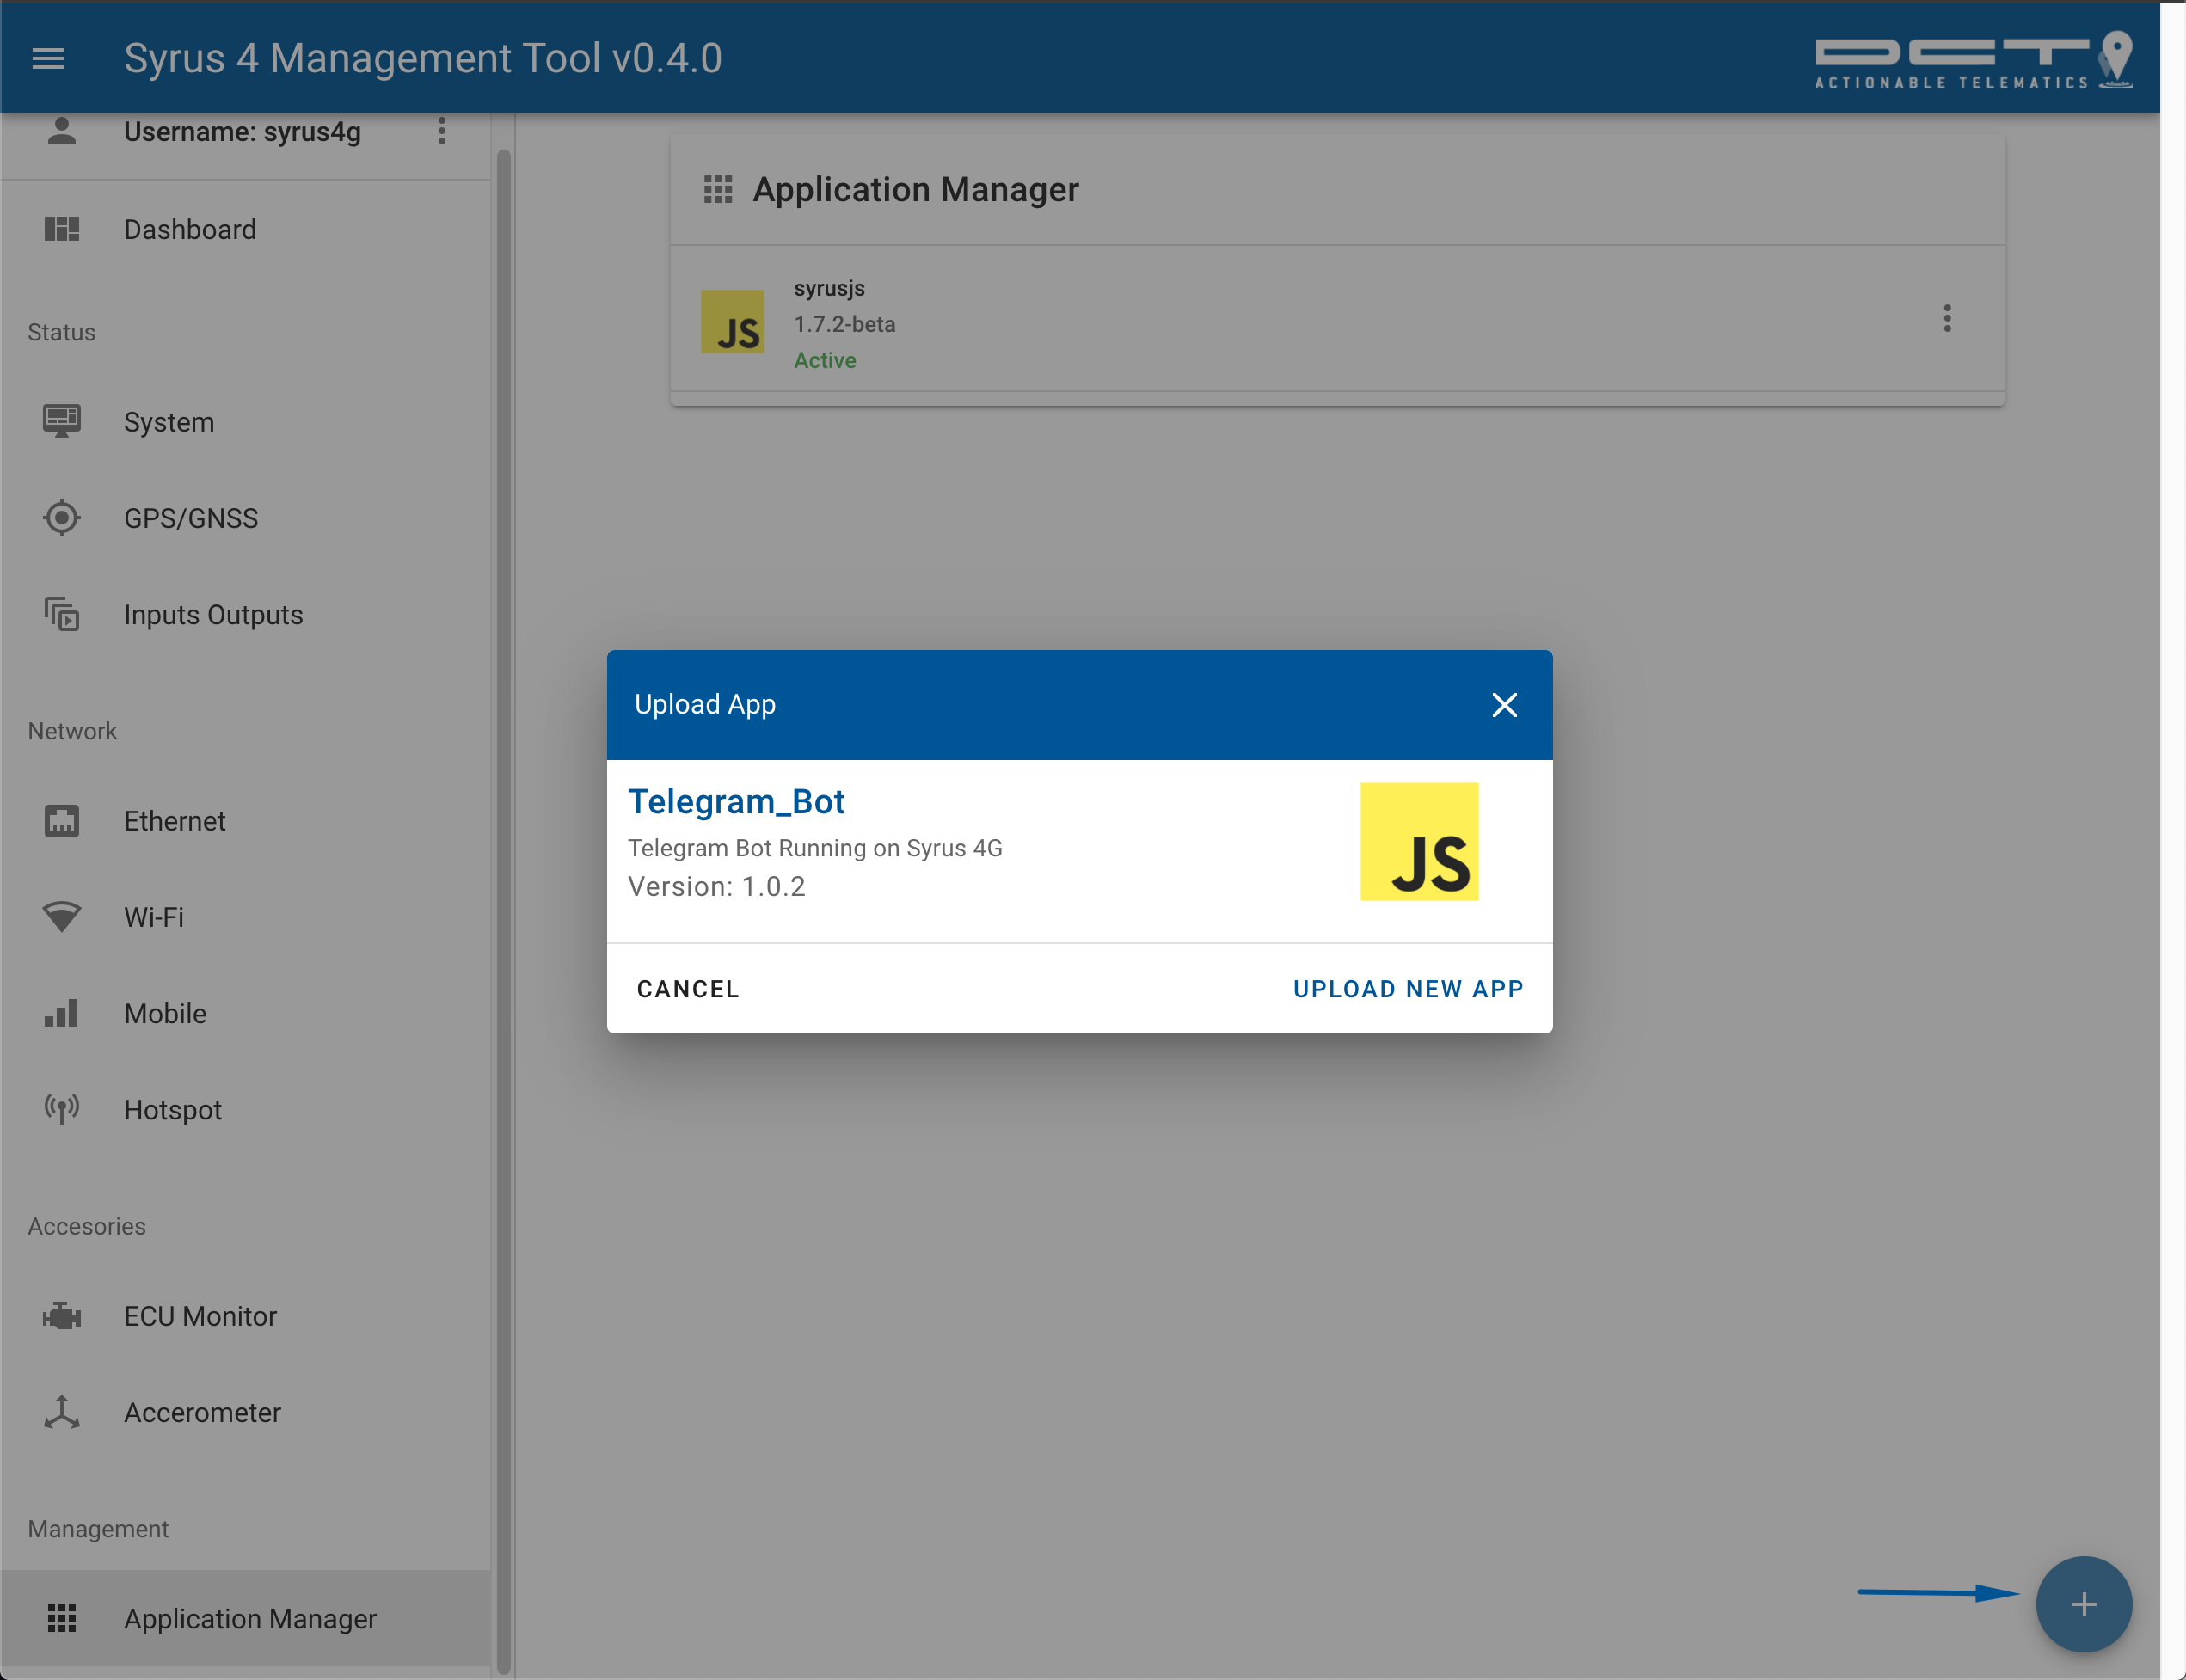 Syrus 4 Management Tool v0.4.0
DCT
ACTIONABLE TELEMATICS
Username: syrus4g
Dashboard
Status
System
GPS/GNSS
Inputs Outputs
Network
Ethernet
Wi-Fi
Mobile
Hotspot
Accesories
ECU Monitor
Accerometer
Management
Application Manager
Application Manager
JS
syrusjs
1.7.2-beta
Active
Upload App
Telegram_Bot
Telegram Bot Running on Syrus 4G
Version: 1.0.2
JS
CANCEL
UPLOAD NEW APP